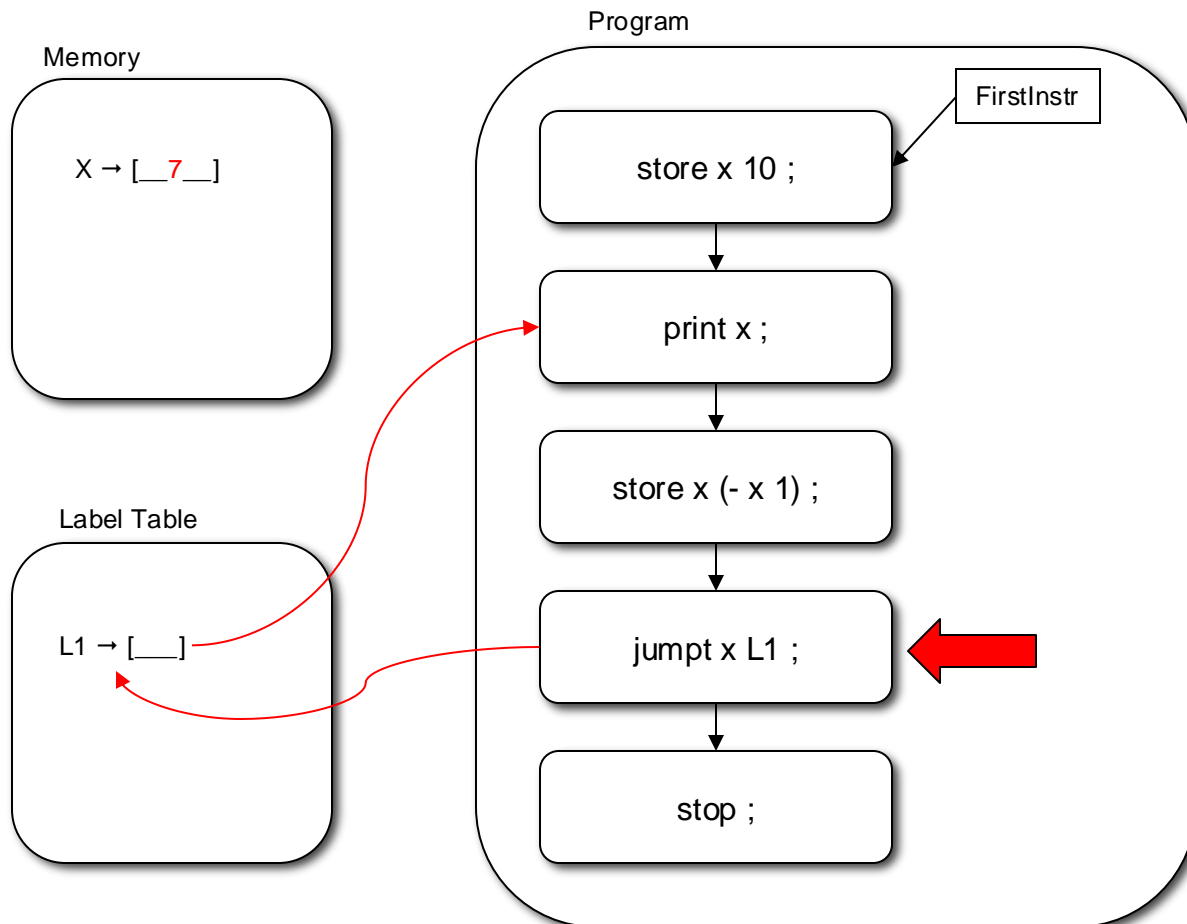 Program
Memory
FirstInstr
X → [__7__]
store x 10 ;
print x ;
store x (- x 1) ;
Label Table
L1 → [___]
jumpt x L1 ;
stop ;